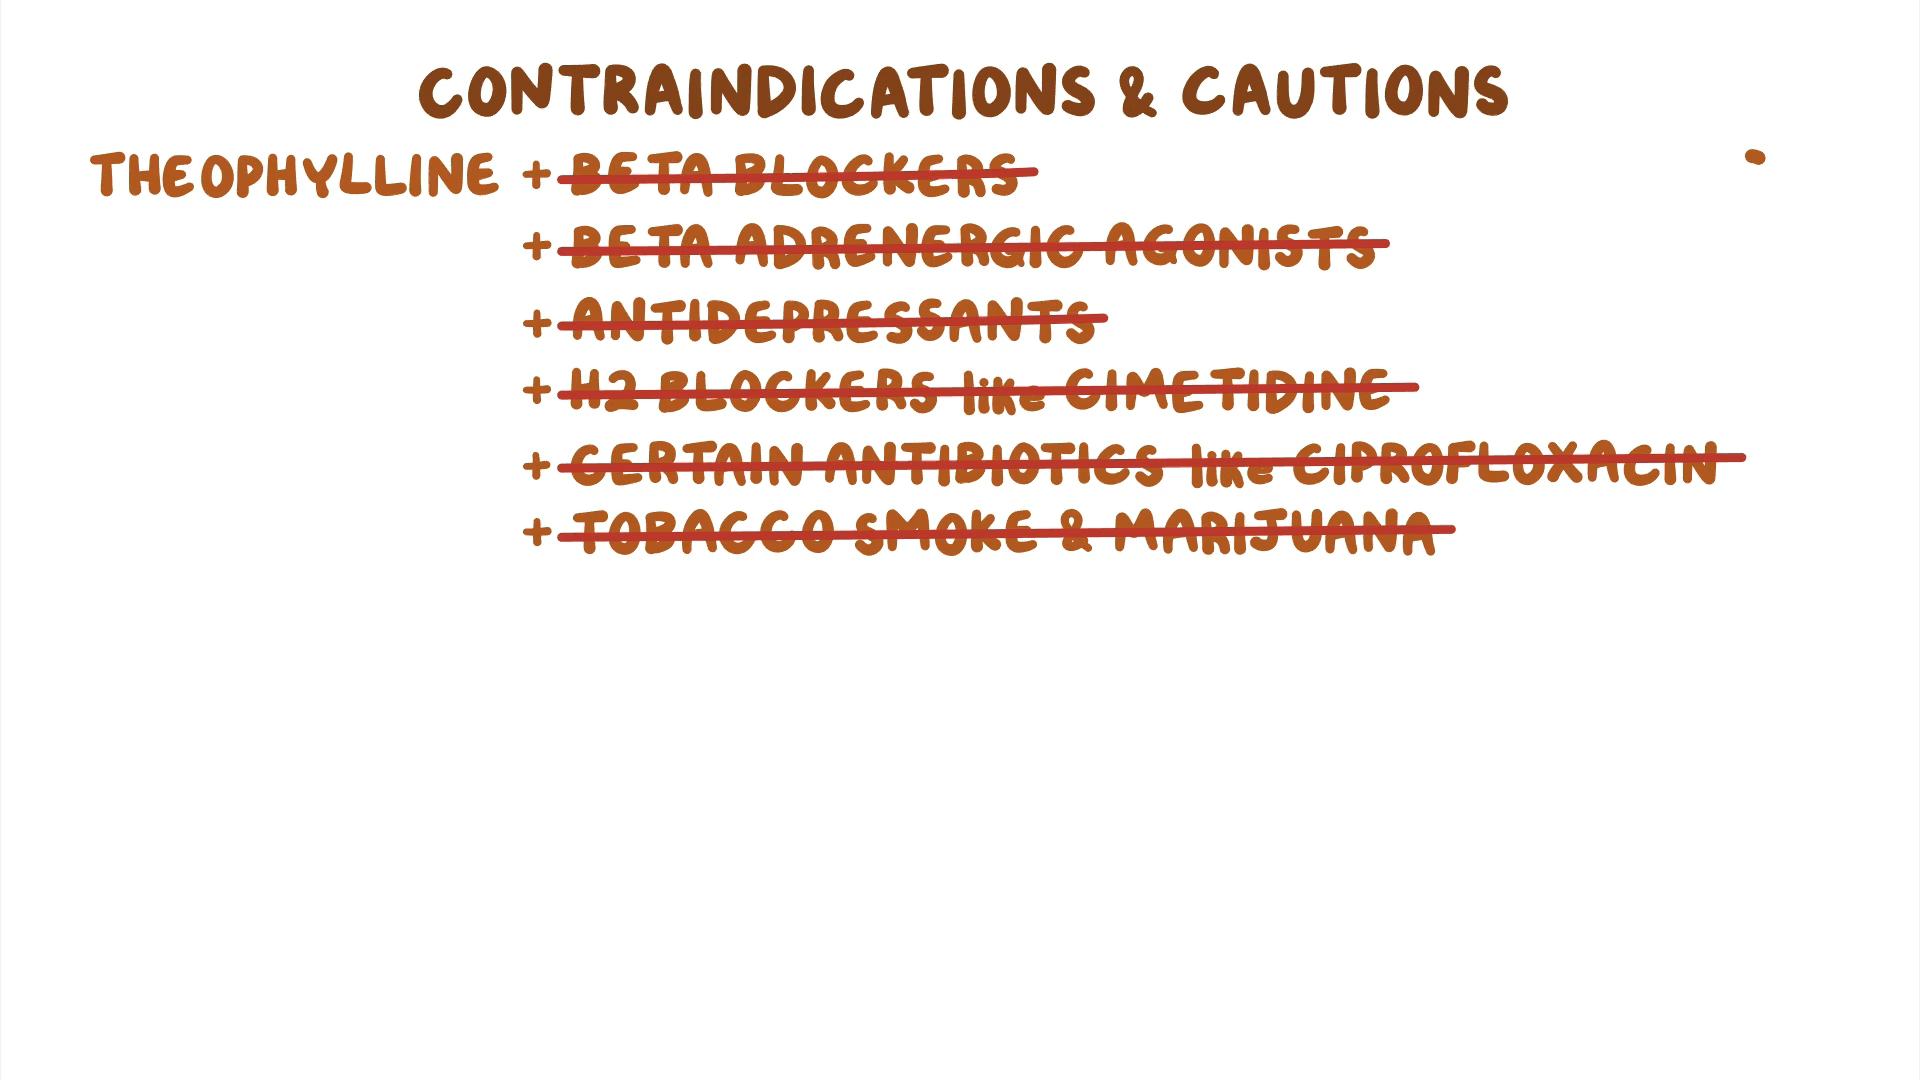 CONTRAINDICATIONS & CAUTIONS
THEOPHYLLINE + BETA BLOCKERS
+ BETA ADRENERGIC AGONISTS
+ ANTIDEPRESSANTS
+ H2 BLOCKERS like CIMETIDINE
+ CERTAIN ANTIBIOTICS like CIPROFLOXACIN
+ TOBACCO SMOKE & MARIJUANA